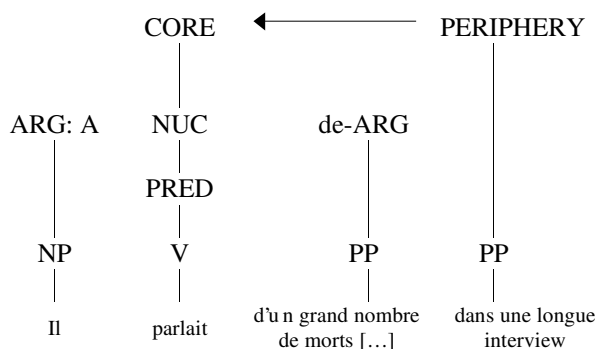 CORE PERIPHERY
ARG: A NUC de-ARG
PRED
NP V PP PP
Il parlait d'un grand nombre dans une longue
de morts […] interview